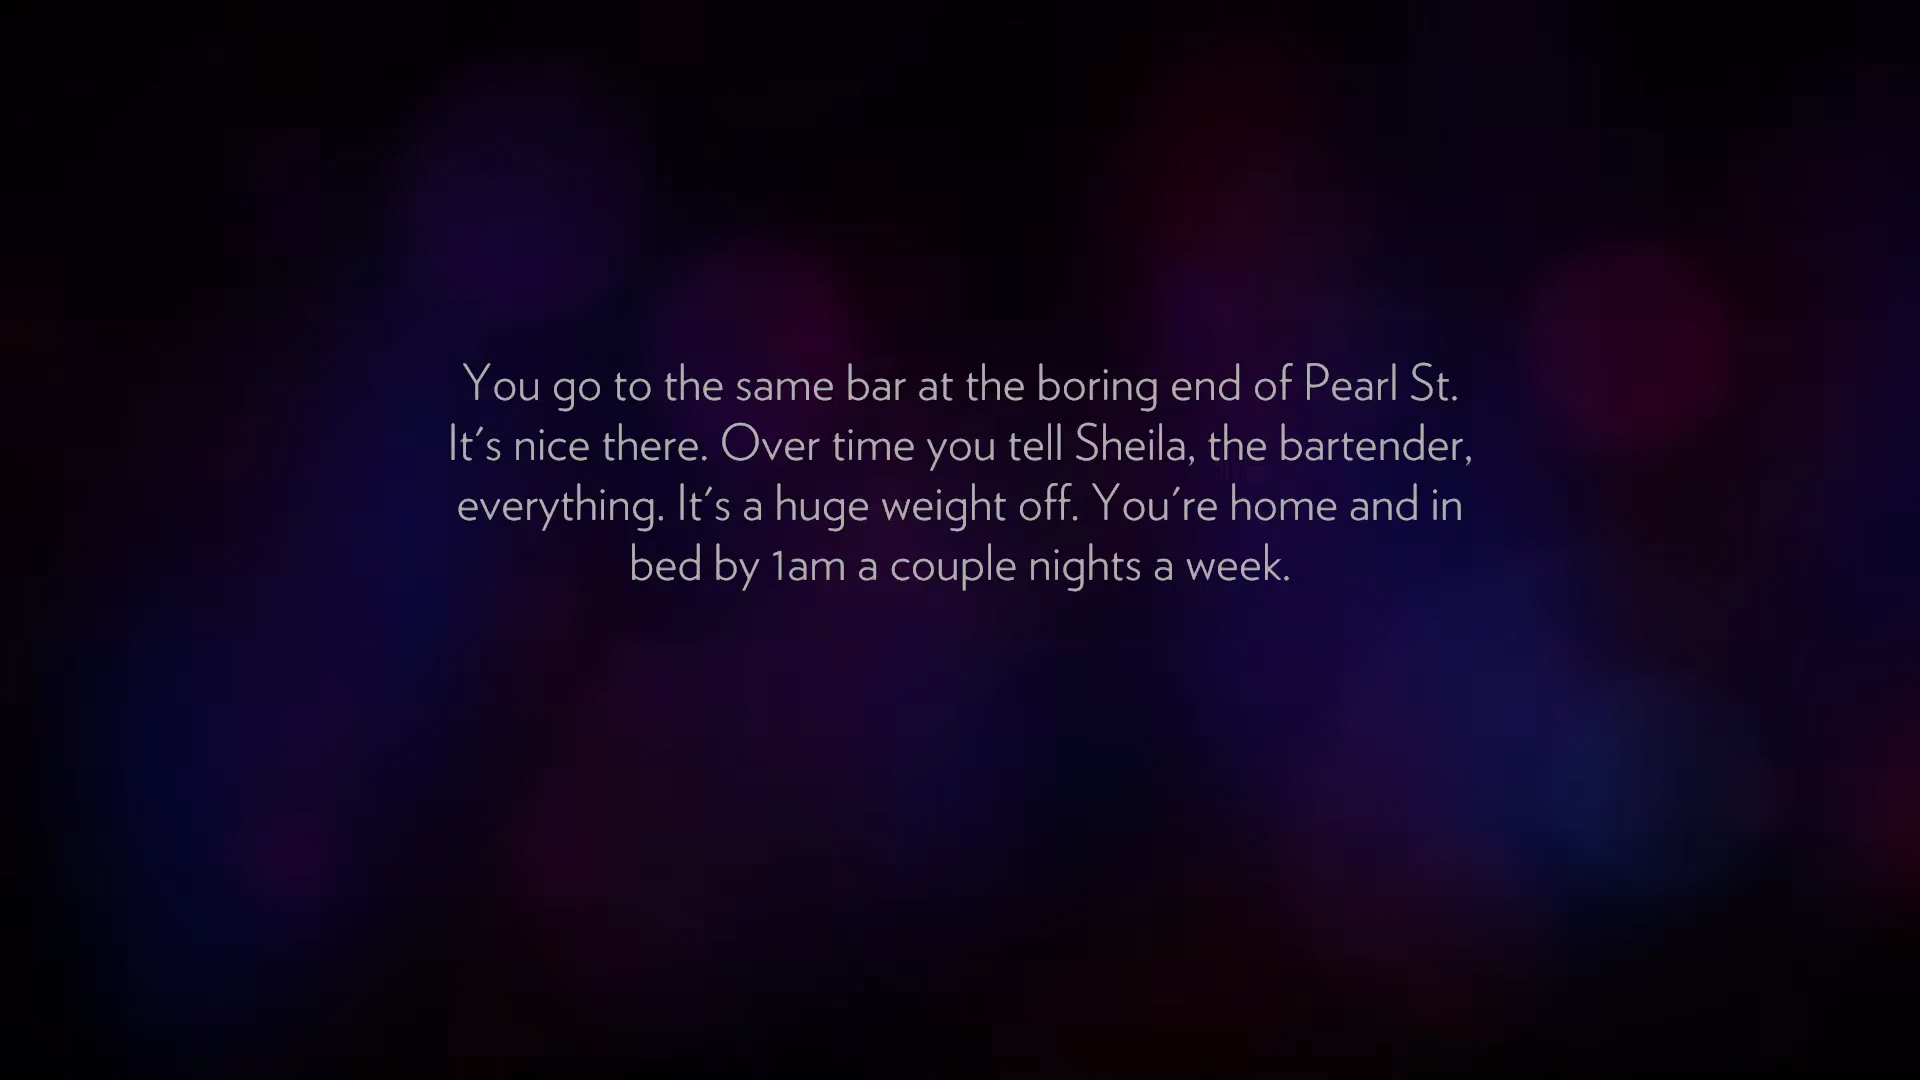 You go to the same bar at the boring end of Pearl St.
It's nice there. Over time you tell Sheila, the bartender,
everything. It's a huge weight off. You're home and in
bed by 1am a couple nights a week.